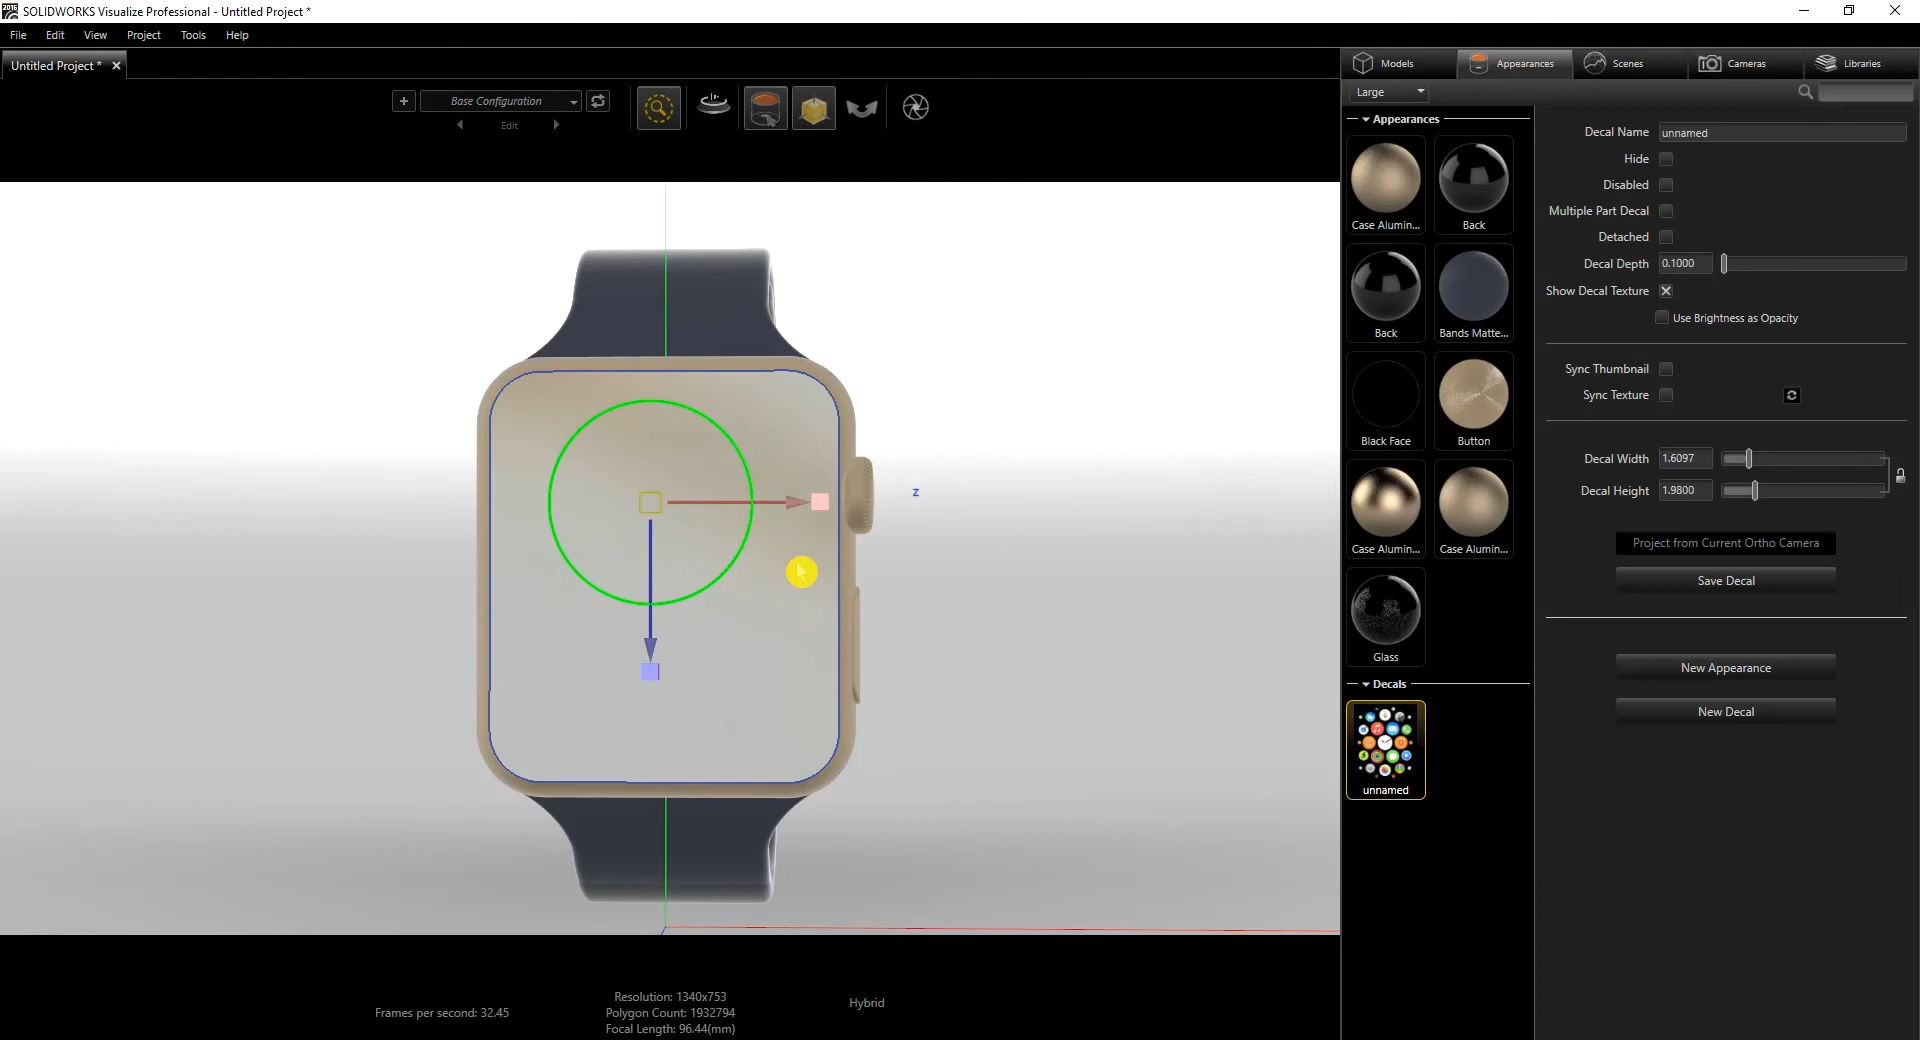 SOLIDWORKS Visualize Professional - Untitled Project *
File Edit View Project Tools Help
Untitled Project *
Base Configuration
Edit
z
Frames per second: 32.45
Resolution: 1340x753
Polygon Count: 1932794
Focal Length: 96.44(mm)
Hybrid
Models Appearances Scenes Cameras Libraries
Large
Appearances
Case Alumin... Back
Back Bands Matte...
Black Face Button
Case Alumin... Case Alumin...
Glass
Decals
unnamed
Decal Name unnamed
Hide
Disabled
Multiple Part Decal
Detached
Decal Depth 0.1000
Show Decal Texture
Use Brightness as Opacity
Sync Thumbnail
Sync Texture
Decal Width 1.6097
Decal Height 1.9800
Project from Current Ortho Camera
Save Decal
New Appearance
New Decal